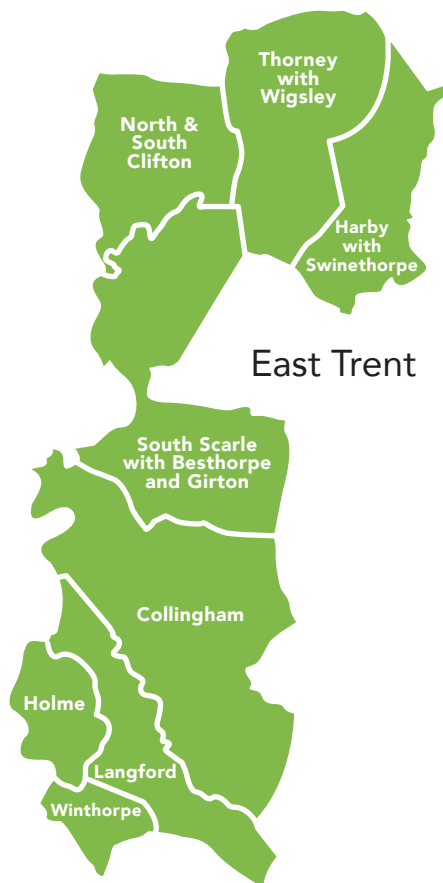 Thorney
with
Wigsley
North &
South
Clifton
Harby
with
Swinethorpe
East Trent
South Scarle
with Besthorpe
and Girton
Collingham
Holme
Langford
Winthorpe